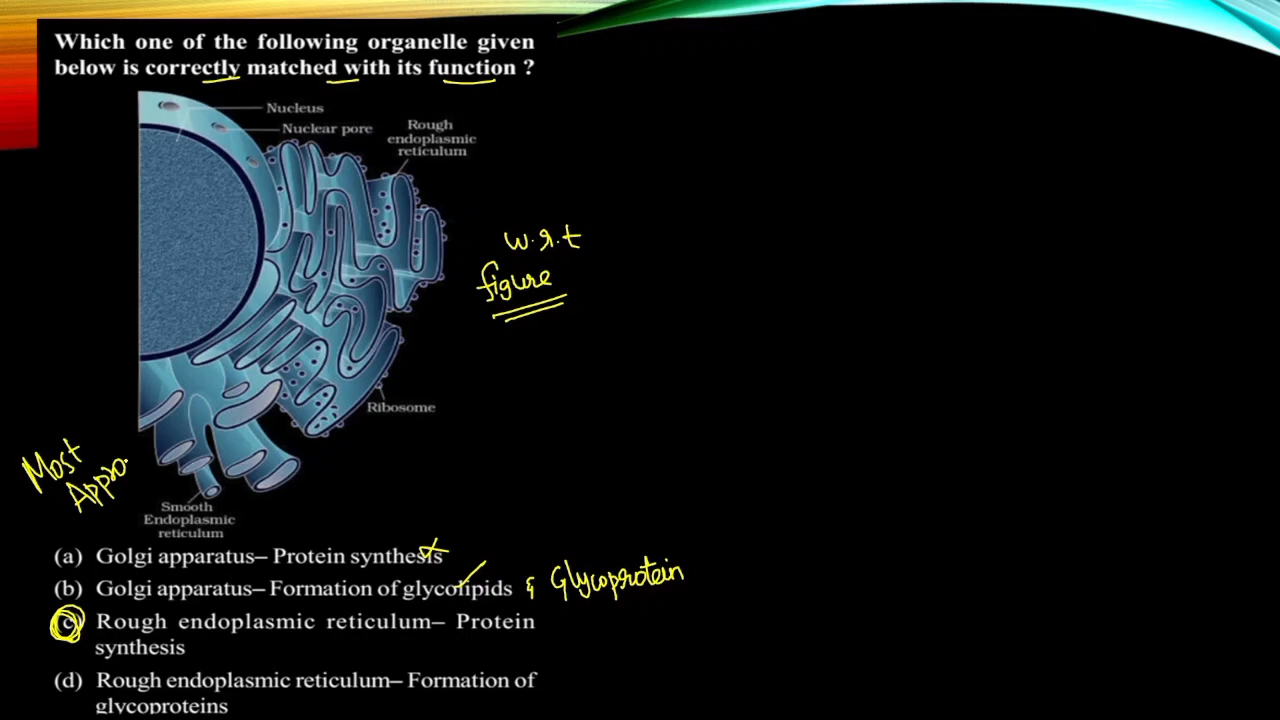 Which one of the following organelle given
below is correctly matched with its function ?
Nucleus
Nuclear pore
Rough
endoplasmic
reticulum
w.r.t
figure
Ribosome
Most
Appro.
Smooth
Endoplasmic
reticulum
(a) Golgi apparatus– Protein synthesis
(b) Golgi apparatus– Formation of glycolipids & Glycoprotein
(c) Rough endoplasmic reticulum– Protein
synthesis
(d) Rough endoplasmic reticulum– Formation of
glycoproteins